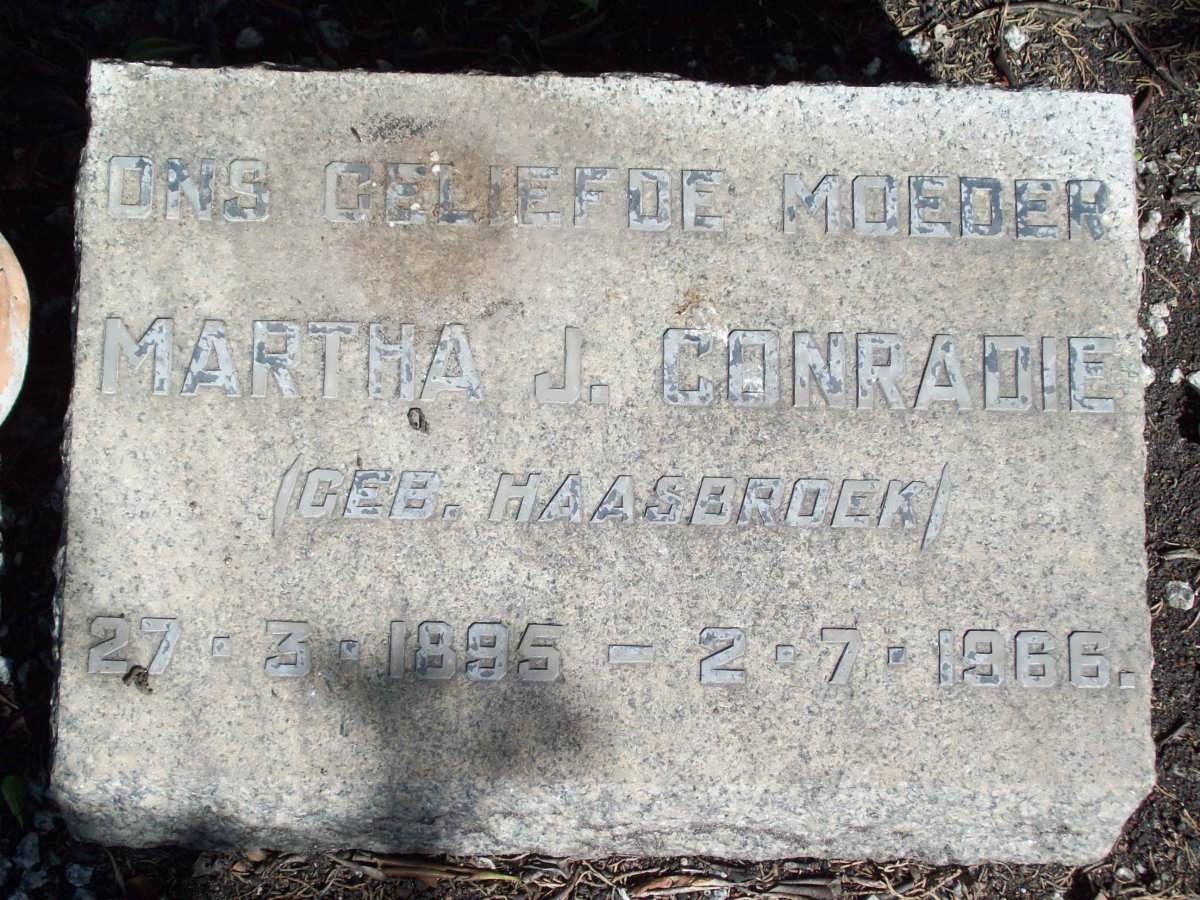 ONS GELIEFDE MOEDER
MARTHA J. CONRADIE
(GEB. HAASBROEK)
27·3·1895 – 2·7·1966.